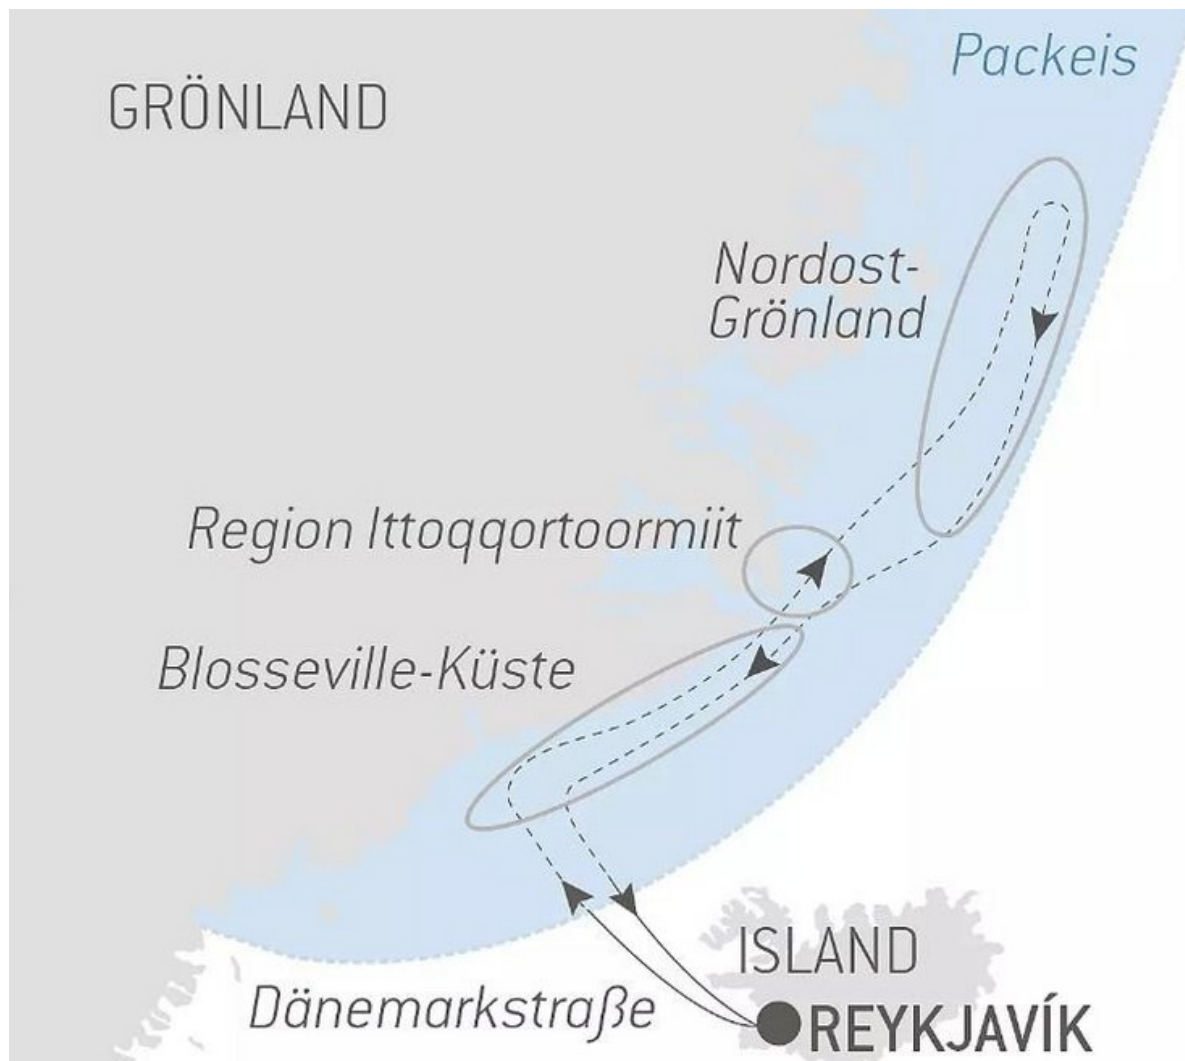 Packeis
GRÖNLAND
Nordost-
Grönland
Region Ittoqqortoormiit
Blosseville-Küste
ISLAND
Dänemarkstraße
REYKJAVÍK